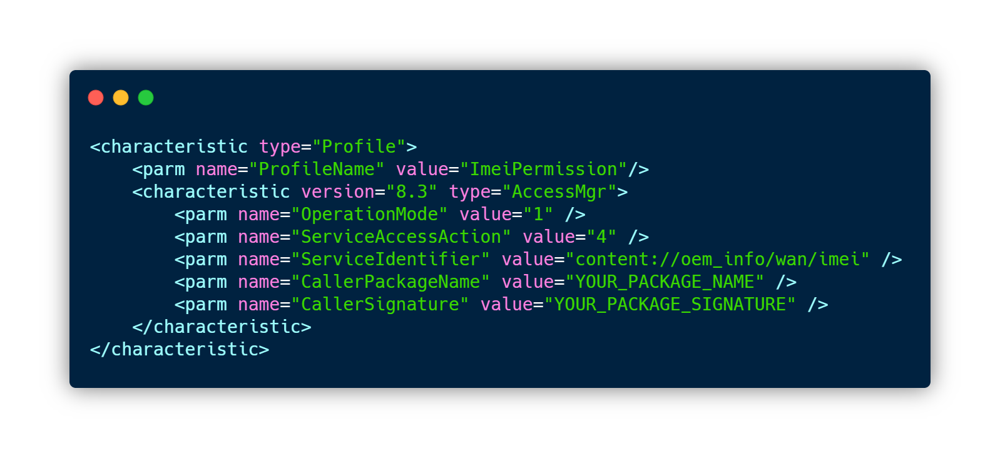 <characteristic type="Profile">
    <parm name="ProfileName" value="ImeiPermission"/>
    <characteristic version="8.3" type="AccessMgr">
        <parm name="OperationMode" value="1" />
        <parm name="ServiceAccessAction" value="4" />
        <parm name="ServiceIdentifier" value="content://oem_info/wan/imei" />
        <parm name="CallerPackageName" value="YOUR_PACKAGE_NAME" />
        <parm name="CallerSignature" value="YOUR_PACKAGE_SIGNATURE" />
    </characteristic>
</characteristic>